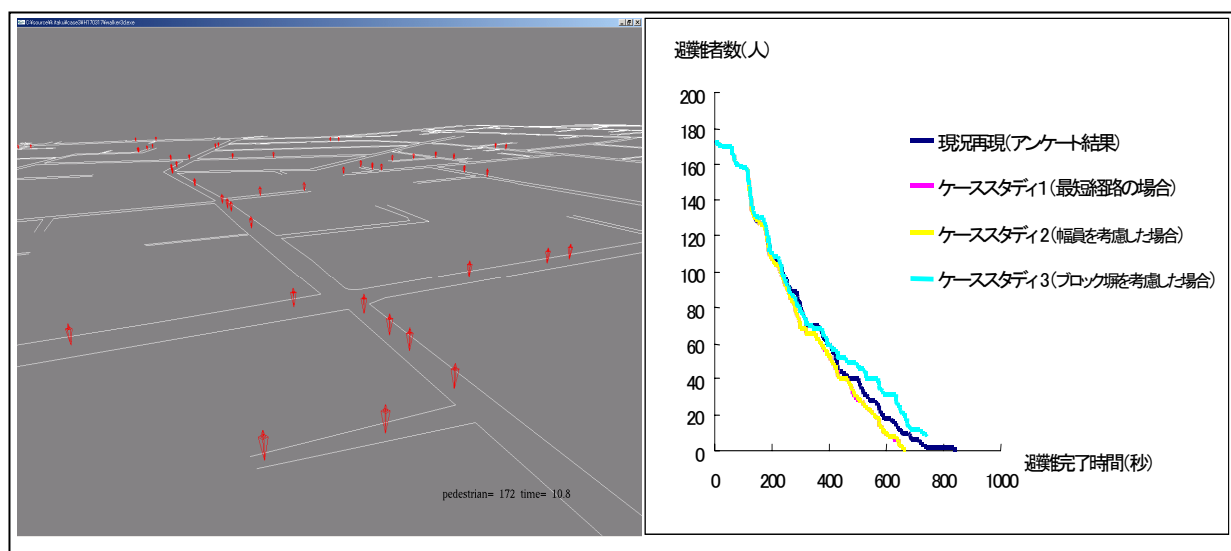 避難者数(人)
200
180
160
140
120
100
80
60
40
20
0
0 200 400 600 800 1000
避難完了時間(秒)
現況再現(アンケート結果)
ケーススタディ1(最短経路の場合)
ケーススタディ2(幅員を考慮した場合)
ケーススタディ3(ブロック塀を考慮した場合)
pedestrian= 172 time= 10.8